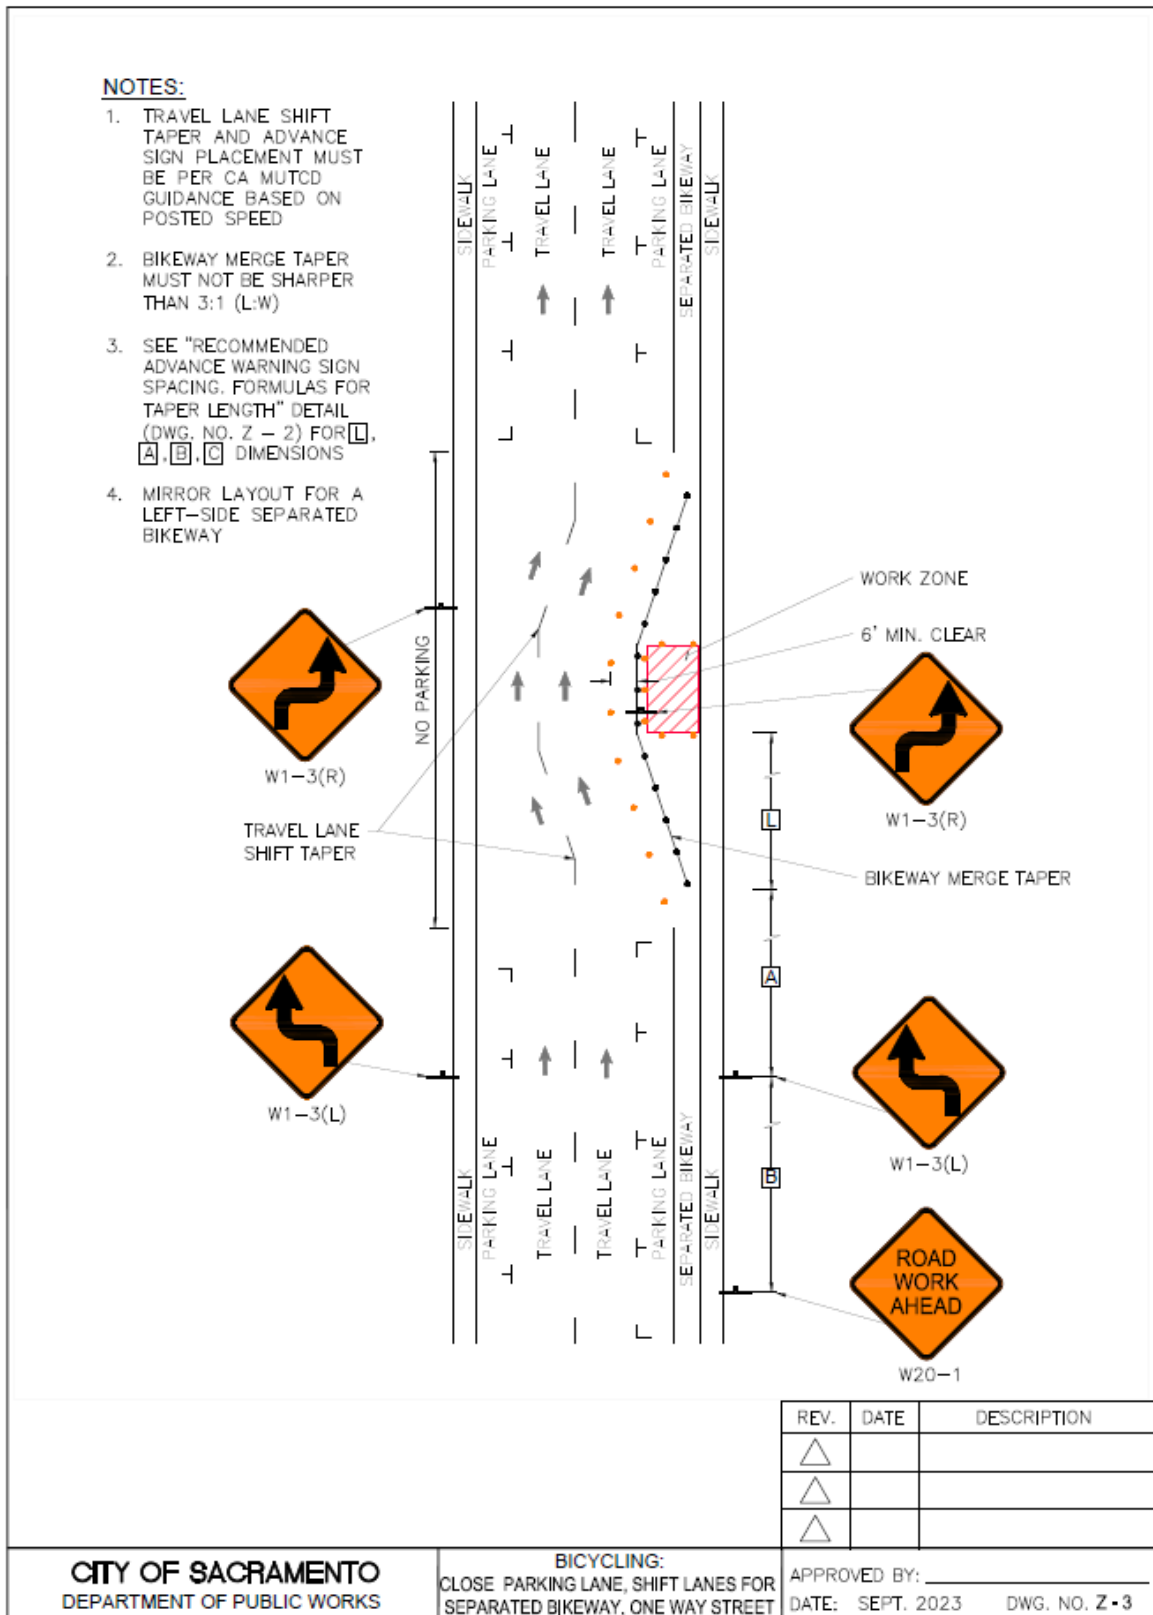 NOTES:
1. TRAVEL LANE SHIFT
TAPER AND ADVANCE
SIGN PLACEMENT MUST
BE PER CA MUTCD
GUIDANCE BASED ON
POSTED SPEED
2. BIKEWAY MERGE TAPER
MUST NOT BE SHARPER
THAN 3:1 (L:W)
3. SEE "RECOMMENDED
ADVANCE WARNING SIGN
SPACING. FORMULAS FOR
TAPER LENGTH" DETAIL
(DWG. NO. Z – 2) FOR L,
A, B, C DIMENSIONS
4. MIRROR LAYOUT FOR A
LEFT–SIDE SEPARATED
BIKEWAY
SIDEWALK
PARKING LANE
TRAVEL LANE
TRAVEL LANE
PARKING LANE
SEPARATED BIKEWAY
SIDEWALK
NO PARKING
WORK ZONE
6' MIN. CLEAR
W1–3(R)
W1–3(R)
TRAVEL LANE
SHIFT TAPER
L
BIKEWAY MERGE TAPER
A
W1–3(L)
W1–3(L)
B
SIDEWALK
PARKING LANE
TRAVEL LANE
TRAVEL LANE
PARKING LANE
SEPARATED BIKEWAY
SIDEWALK
ROAD
WORK
AHEAD
W20–1
REV. DATE DESCRIPTION
CITY OF SACRAMENTO
DEPARTMENT OF PUBLIC WORKS
BICYCLING:
CLOSE PARKING LANE, SHIFT LANES FOR
SEPARATED BIKEWAY, ONE WAY STREET
APPROVED BY:
DATE: SEPT. 2023 DWG. NO. Z - 3